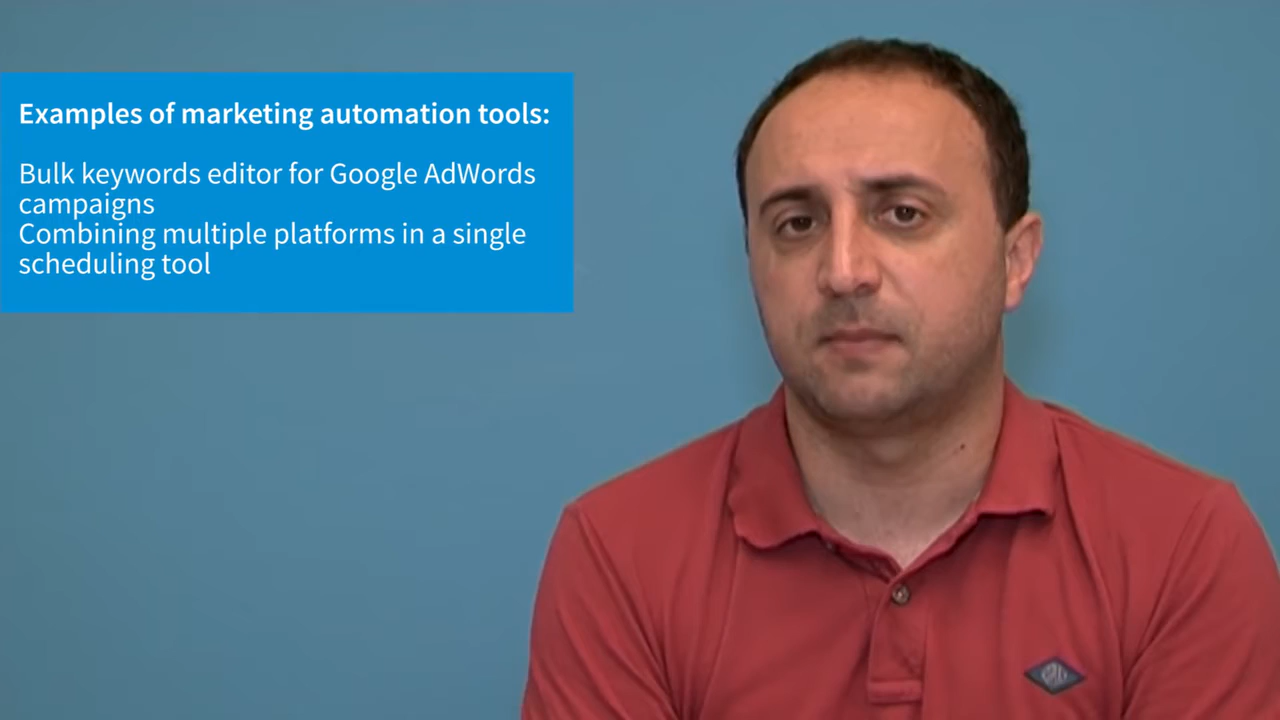 Examples of marketing automation tools:
Bulk keywords editor for Google AdWords
campaigns
Combining multiple platforms in a single
scheduling tool